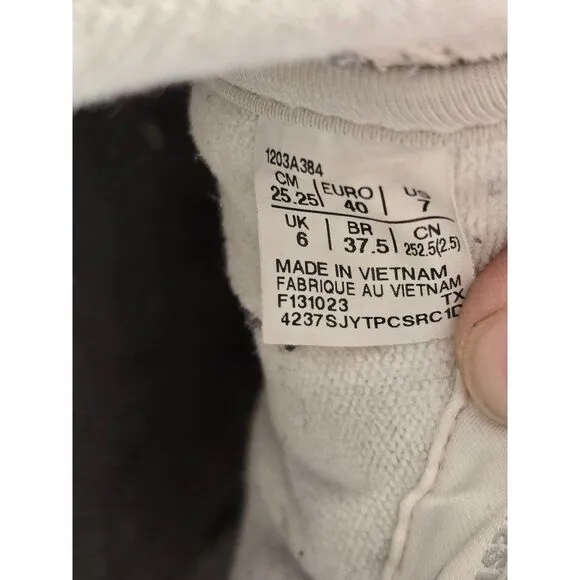 1203A384
CM 25.25 | EURO 40 | US 7
UK 6 | BR 37.5 | CN 252.5(2.5)
MADE IN VIETNAM
FABRIQUE AU VIETNAM
F131023 TX
4237SJYTPCSRC1D